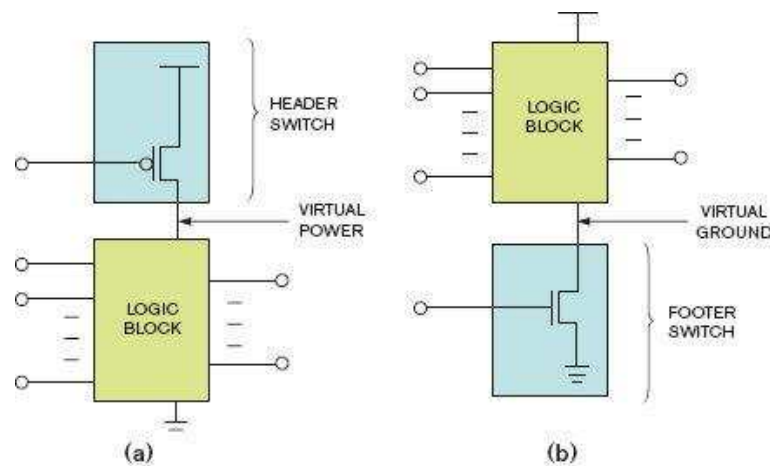 HEADER
SWITCH
VIRTUAL
POWER
LOGIC
BLOCK
(a)
LOGIC
BLOCK
VIRTUAL
GROUND
FOOTER
SWITCH
(b)